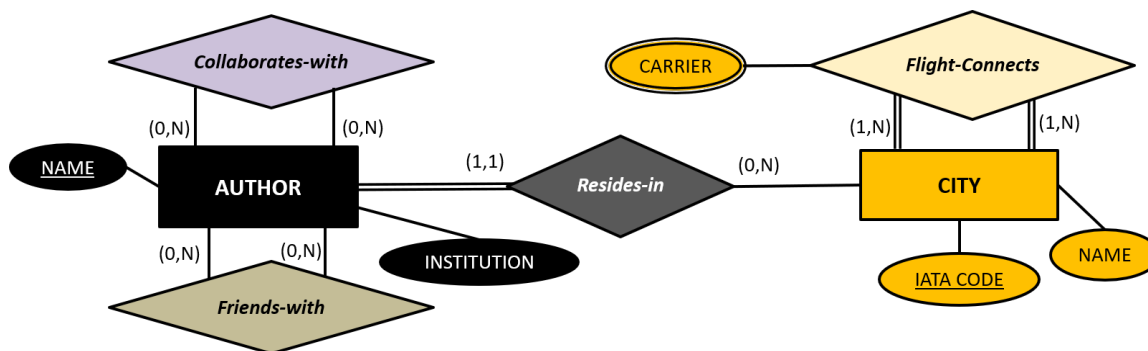 Collaborates-with
CARRIER
Flight-Connects
(0,N)
(0,N)
(1,N)
(1,N)
NAME
AUTHOR
(1,1)
Resides-in
(0,N)
CITY
(0,N)
(0,N)
INSTITUTION
NAME
IATA CODE
Friends-with